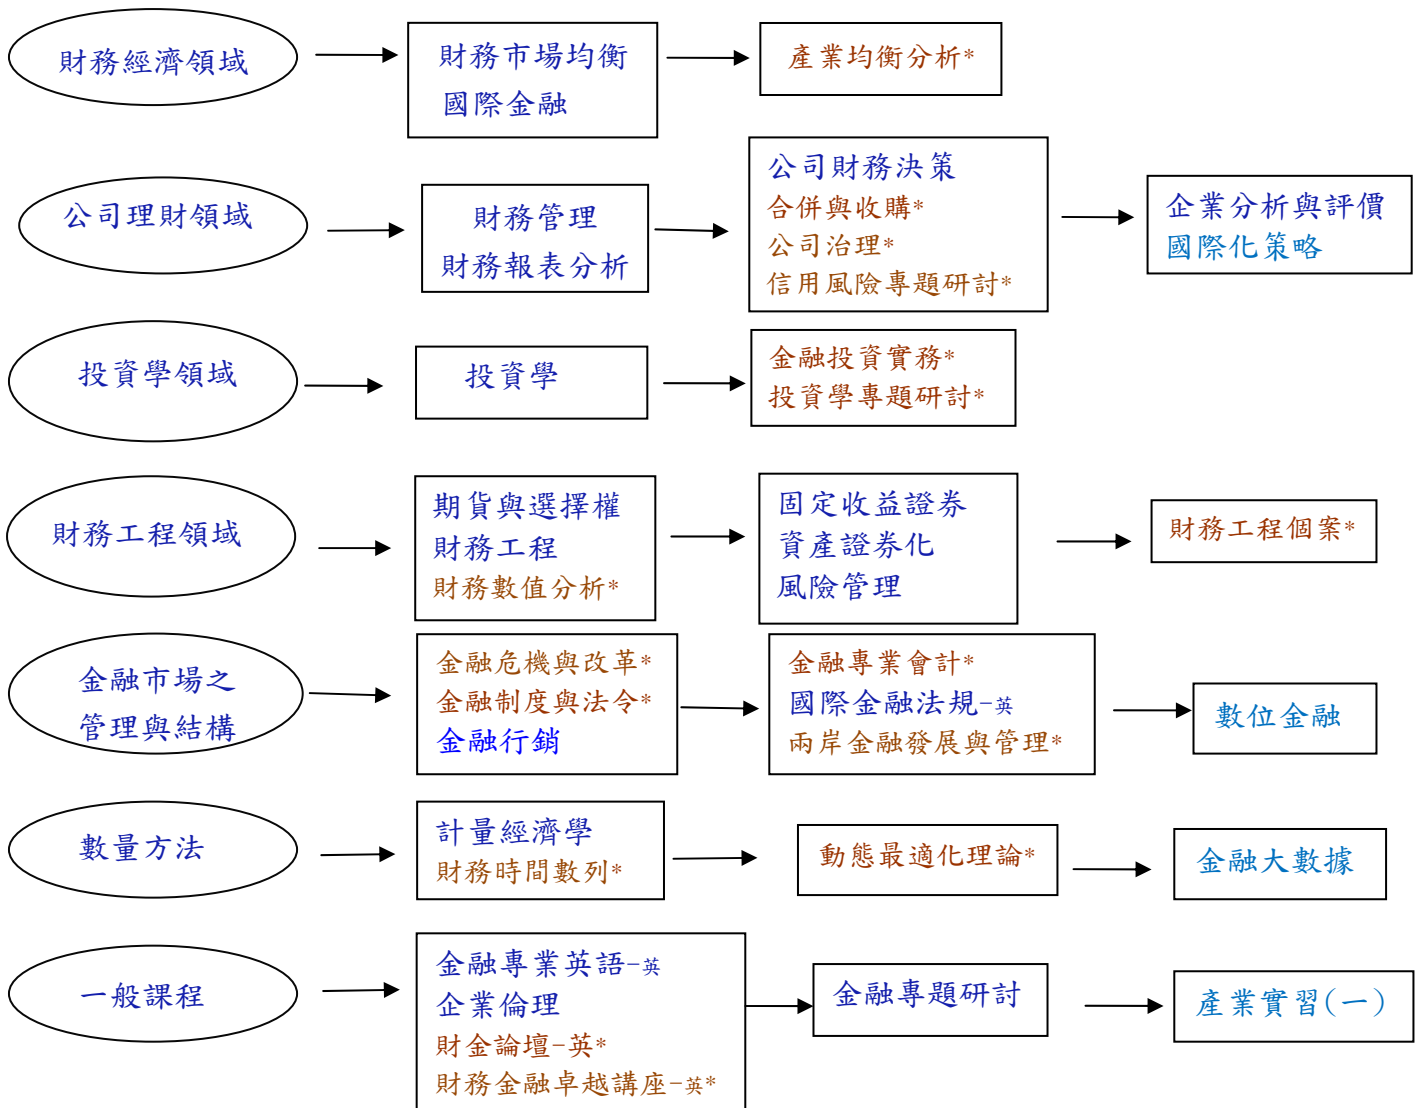 財務經濟領域
財務市場均衡
國際金融
產業均衡分析*
公司理財領域
財務管理
財務報表分析
公司財務決策
合併與收購*
公司治理*
信用風險專題研討*
企業分析與評價
國際化策略
投資學領域
投資學
金融投資實務*
投資學專題研討*
財務工程領域
期貨與選擇權
財務工程
財務數值分析*
固定收益證券
資產證券化
風險管理
財務工程個案*
金融市場之
管理與結構
金融危機與改革*
金融制度與法令*
金融行銷
金融專業會計*
國際金融法規-英
兩岸金融發展與管理*
數位金融
數量方法
計量經濟學
財務時間數列*
動態最適化理論*
金融大數據
一般課程
金融專業英語-英
企業倫理
財金論壇-英*
財務金融卓越講座-英*
金融專題研討
產業實習(一)